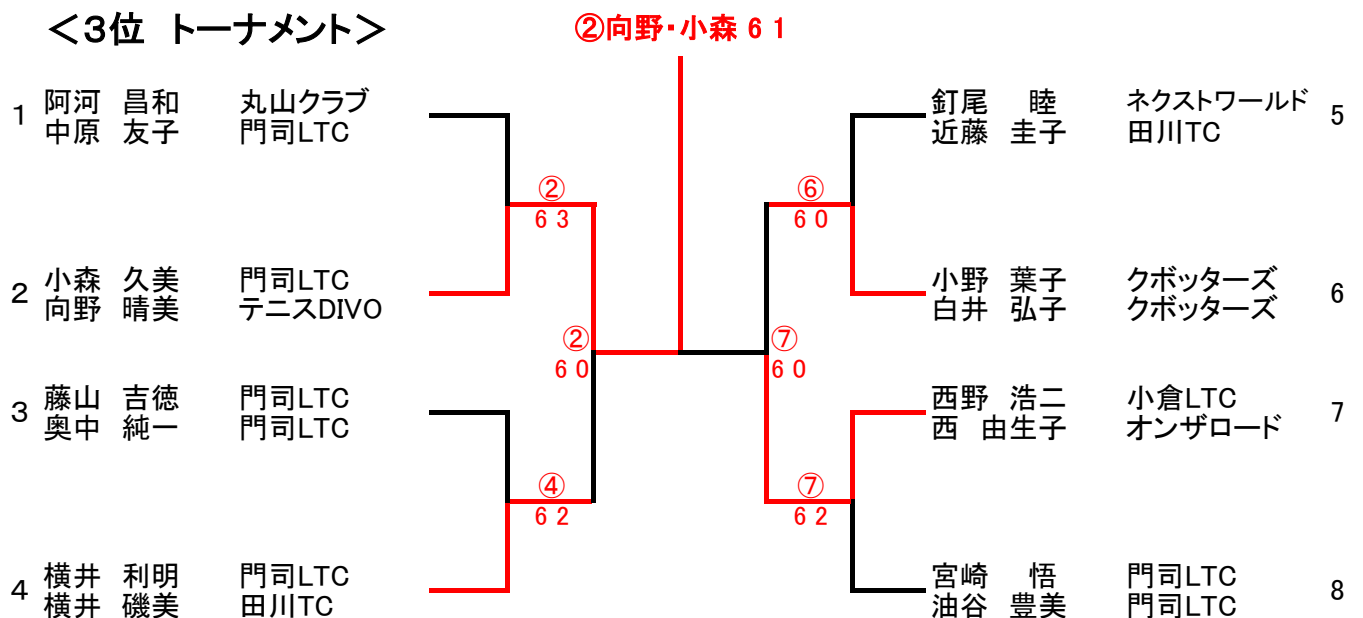 ＜３位　トーナメント＞
②向野・小森 6 1
1 阿河　昌和　丸山クラブ
中原　友子　門司LTC
② 
6 3
2 小森　久美　門司LTC
向野　晴美　テニスDIVO
②
6 0
3 藤山　吉徳　門司LTC
奥中　純一　門司LTC
④
6 2
4 横井　利明　門司LTC
横井　磯美　田川TC
釘尾　睦　ネクストワールド 5
近藤　圭子　田川TC
⑥
6 0
小野　葉子　クボッターズ 6
白井　弘子　クボッターズ
⑦
6 0
西野　浩二　小倉LTC 7
西　由生子　オンザロード
⑦
6 2
宮崎　悟　門司LTC 8
油谷　豊美　門司LTC